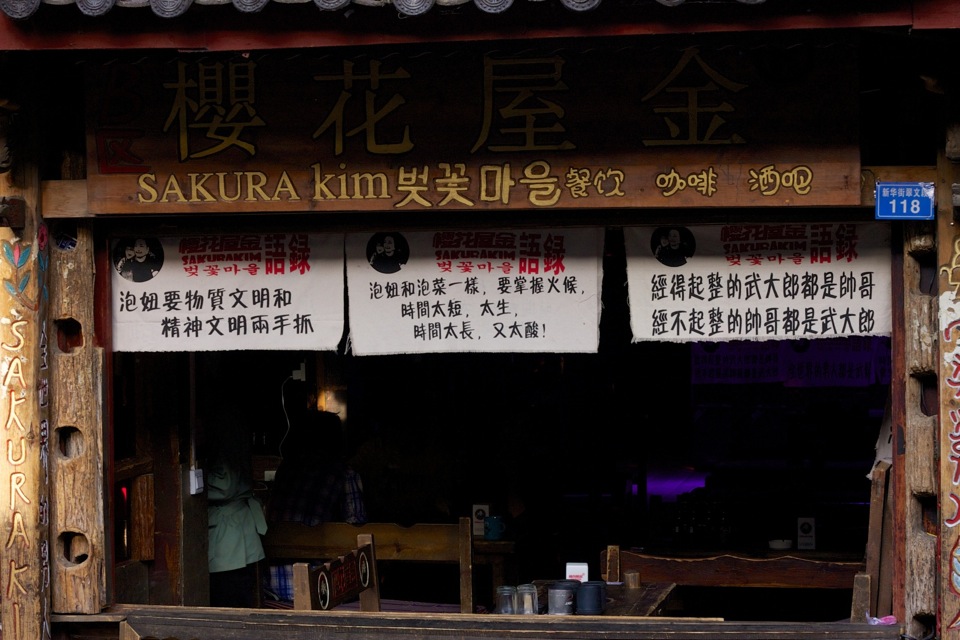 櫻花屋金
SAKURA kim벚꽃마을餐饮 咖啡 酒吧
新华街翠文段
118
櫻花屋金
SAKURAKIM
벚꽃마을
語録
泡妞要物質文明和
精神文明兩手抓
櫻花屋金
SAKURAKIM
벚꽃마을
語録
泡妞和泡菜一樣，要掌握火候，
時間太短，太生，
時間太長，又太酸！
櫻花屋金
SAKURAKIM
벚꽃마을
語録
經得起整的武大郎都是帥哥
經不起整的帥哥都是武大郎
SAKURAKI